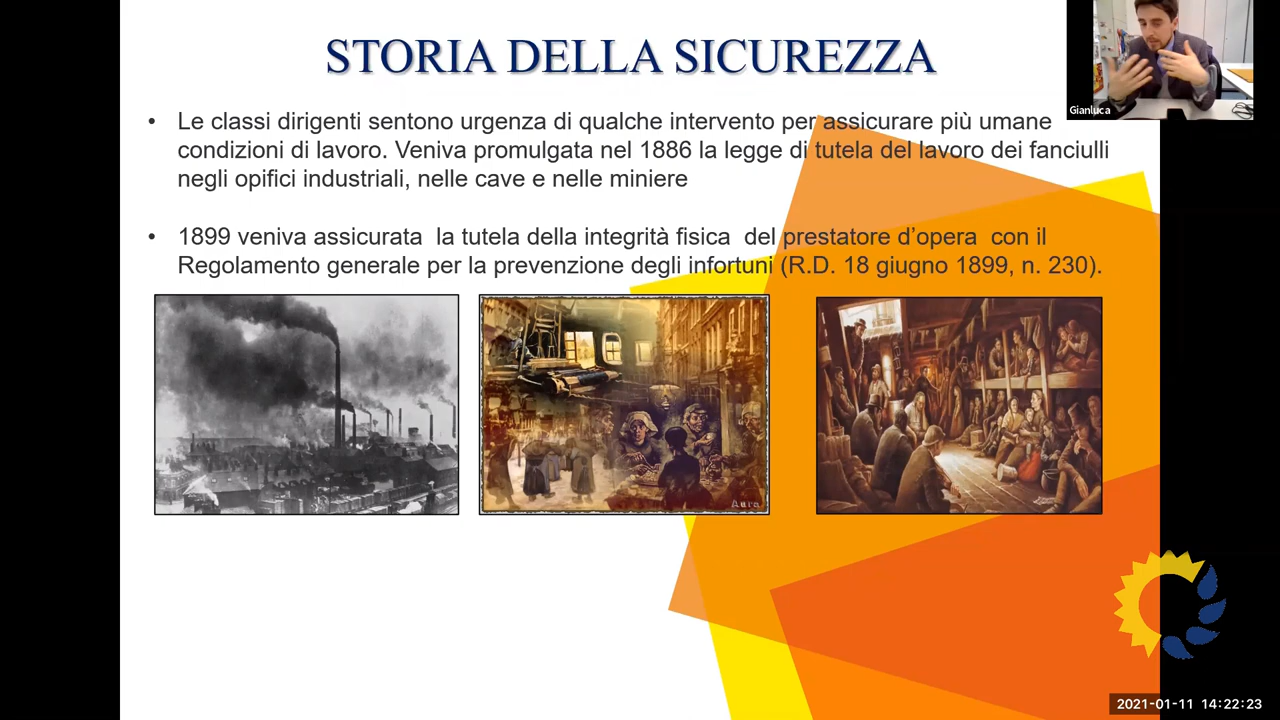 STORIA DELLA SICUREZZA
Gianluca
• Le classi dirigenti sentono urgenza di qualche intervento per assicurare più umane
condizioni di lavoro. Veniva promulgata nel 1886 la legge di tutela del lavoro dei fanciulli
negli opifici industriali, nelle cave e nelle miniere
• 1899 veniva assicurata  la tutela della integrità fisica  del prestatore d’opera  con il
Regolamento generale per la prevenzione degli infortuni (R.D. 18 giugno 1899, n. 230).
Aura
2021-01-11 14:22:23